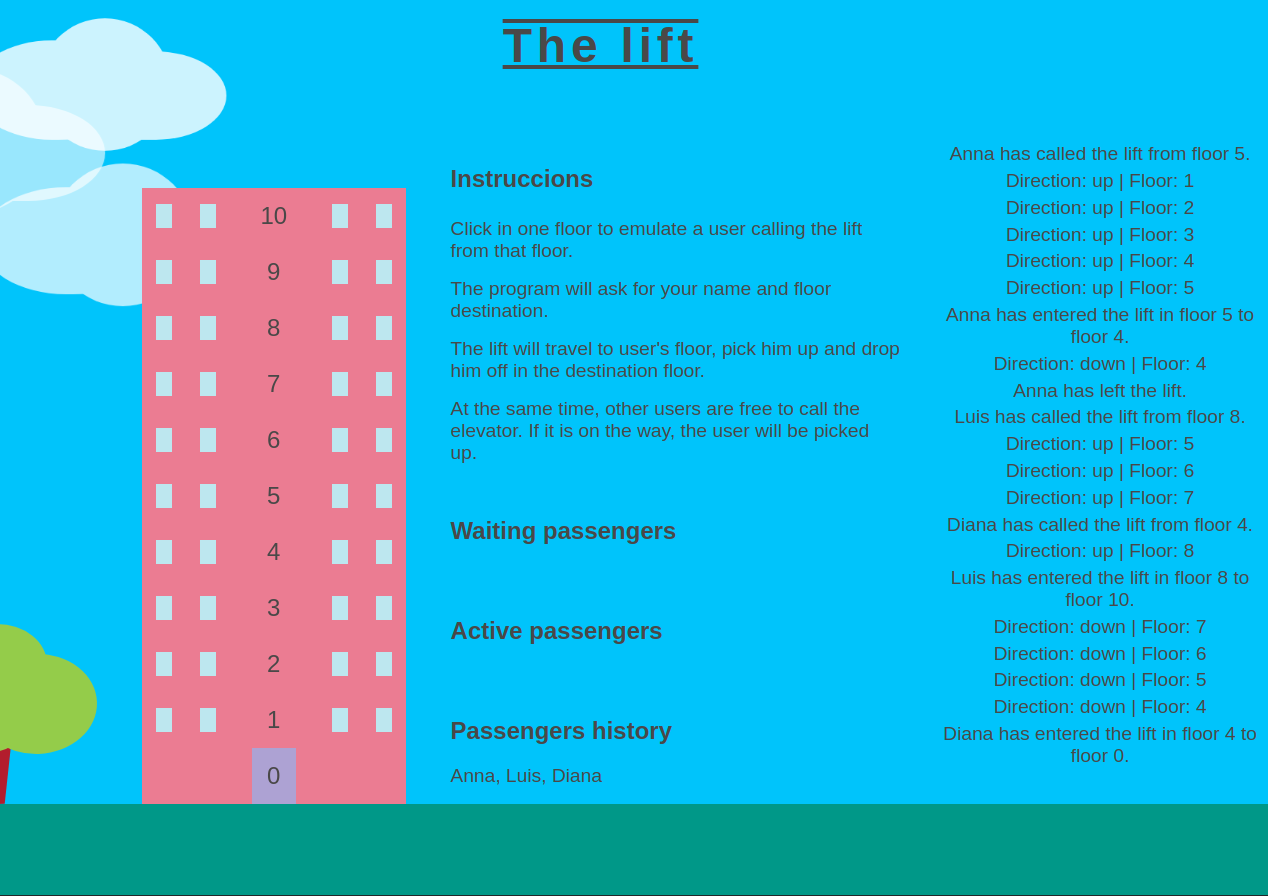 The lift
10
9
8
7
6
5
4
3
2
1
0
Instruccions
Click in one floor to emulate a user calling the lift
from that floor.
The program will ask for your name and floor
destination.
The lift will travel to user's floor, pick him up and drop
him off in the destination floor.
At the same time, other users are free to call the
elevator. If it is on the way, the user will be picked
up.
Waiting passengers
Active passengers
Passengers history
Anna, Luis, Diana
Anna has called the lift from floor 5.
Direction: up | Floor: 1
Direction: up | Floor: 2
Direction: up | Floor: 3
Direction: up | Floor: 4
Direction: up | Floor: 5
Anna has entered the lift in floor 5 to
floor 4.
Direction: down | Floor: 4
Anna has left the lift.
Luis has called the lift from floor 8.
Direction: up | Floor: 5
Direction: up | Floor: 6
Direction: up | Floor: 7
Diana has called the lift from floor 4.
Direction: up | Floor: 8
Luis has entered the lift in floor 8 to
floor 10.
Direction: down | Floor: 7
Direction: down | Floor: 6
Direction: down | Floor: 5
Direction: down | Floor: 4
Diana has entered the lift in floor 4 to
floor 0.